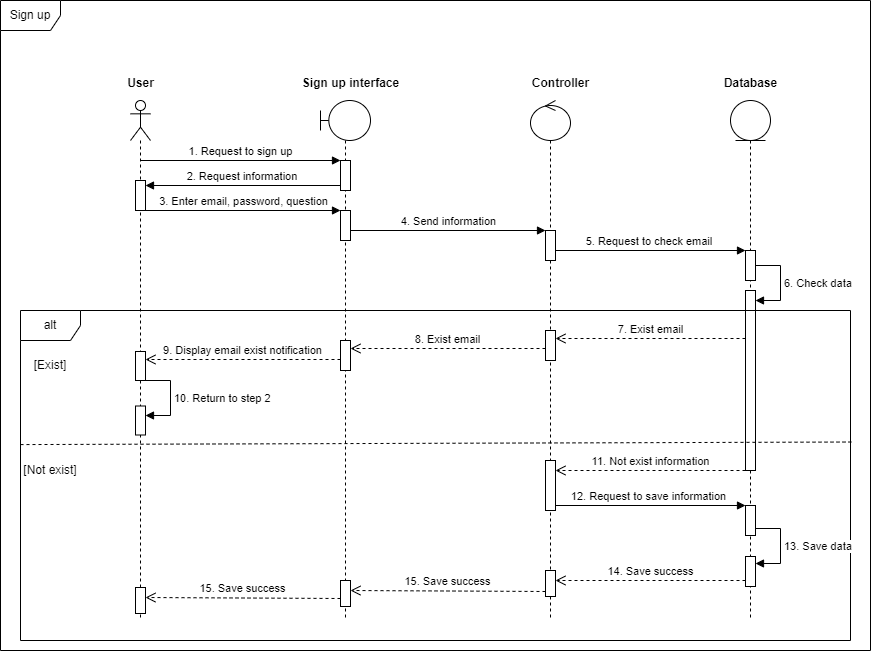 Sign up
User
Sign up interface
Controller
Database
1. Request to sign up
2. Request information
3. Enter email, password, question
4. Send information
5. Request to check email
6. Check data
alt
7. Exist email
8. Exist email
9. Display email exist notification
[Exist]
10. Return to step 2
[Not exist]
11. Not exist information
12. Request to save information
13. Save data
14. Save success
15. Save success
15. Save success